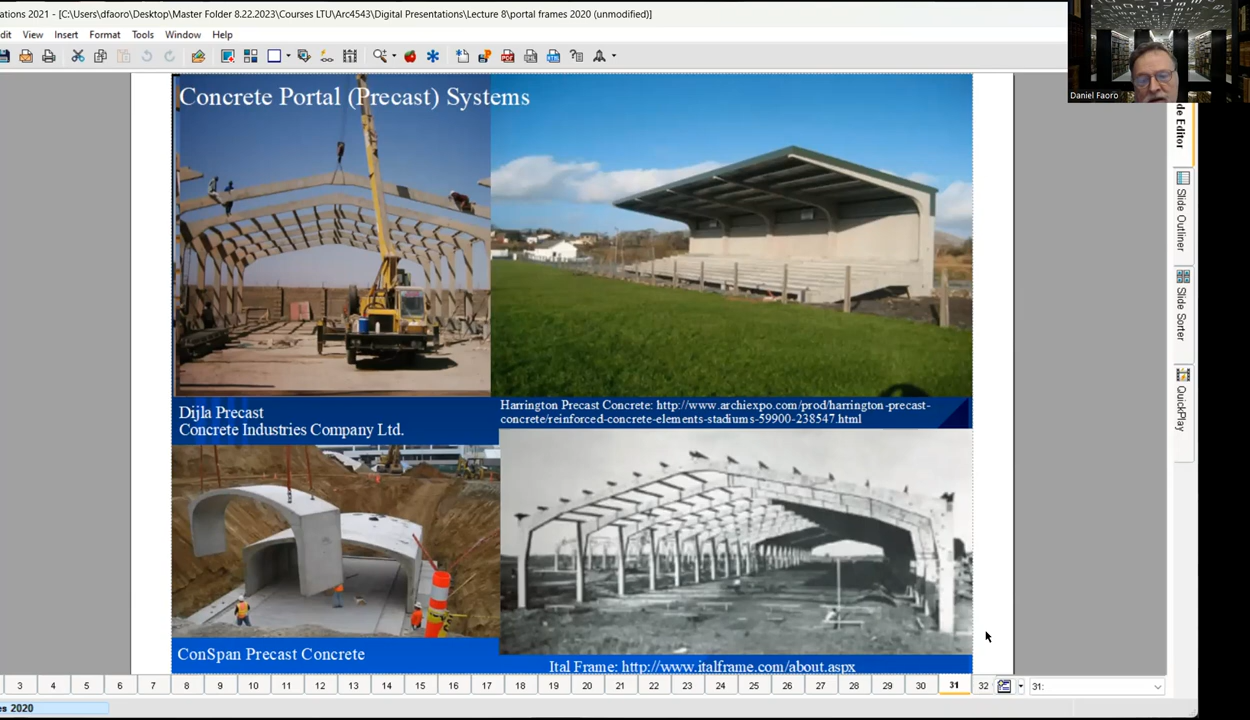 ations 2021 - [C:\Users\dfaoro\Desktop\Master Folder 8.22.2023\Courses LTU\Arc4543\Digital Presentations\Lecture 8\portal frames 2020 (unmodified)]
dit View Insert Format Tools Window Help
Daniel Faoro
Concrete Portal (Precast) Systems
Dijla Precast
Concrete Industries Company Ltd.
Harrington Precast Concrete: http://www.archiexpo.com/prod/harrington-precast-
concrete/reinforced-concrete-elements-stadiums-59900-238547.html
ConSpan Precast Concrete
Ital Frame: http://www.italframe.com/about.aspx
de Editor
Slide Outliner
Slide Sorter
QuickPlay
3 4 5 6 7 8 9 10 11 12 13 14 15 16 17 18 19 20 21 22 23 24 25 26 27 28 29 30 31 32 31:
es 2020